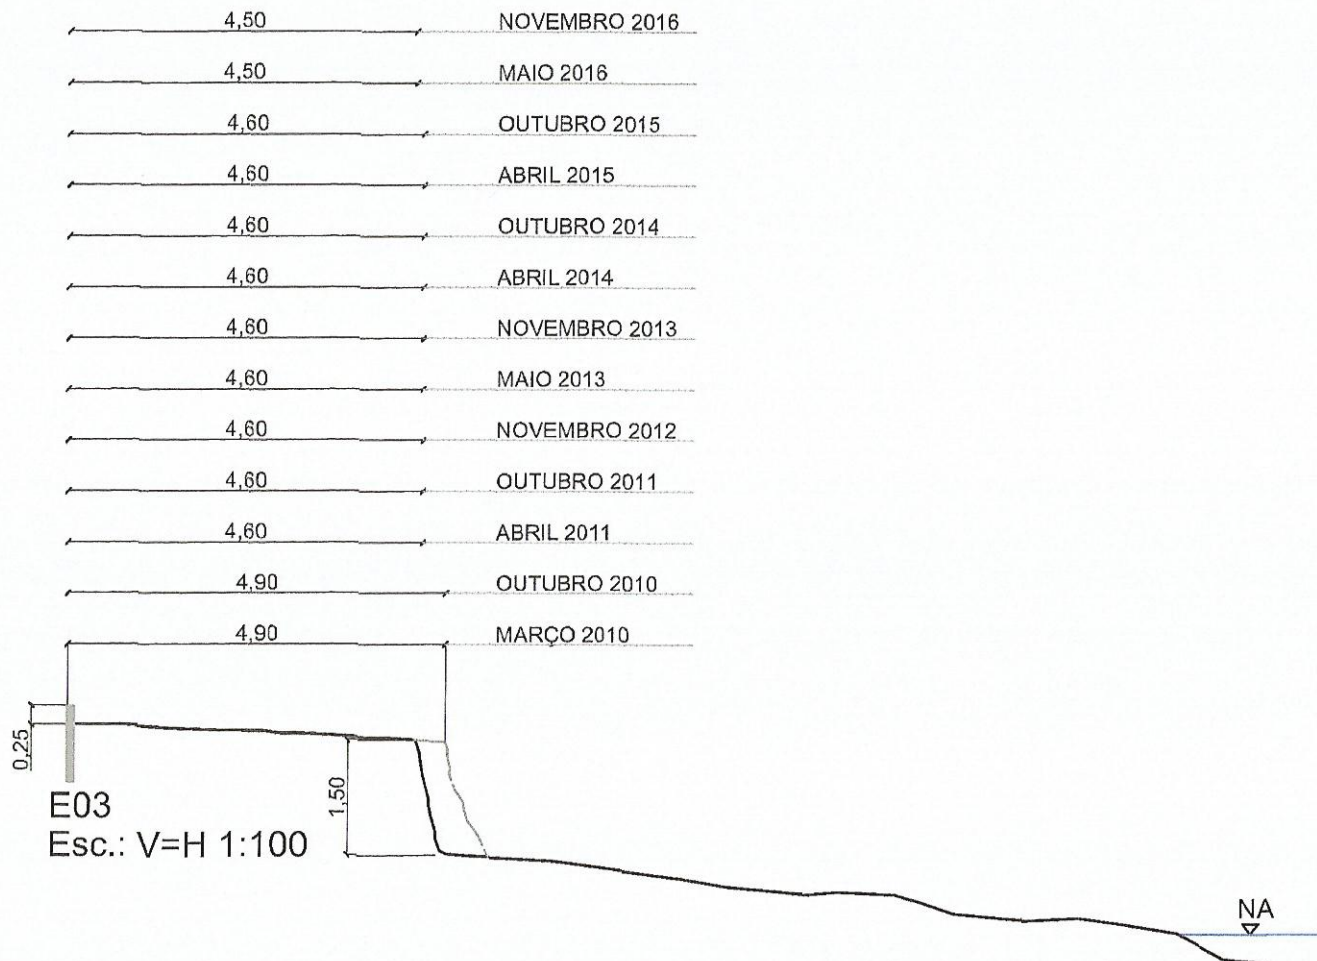 4,50 NOVEMBRO 2016
4,50 MAIO 2016
4,60 OUTUBRO 2015
4,60 ABRIL 2015
4,60 OUTUBRO 2014
4,60 ABRIL 2014
4,60 NOVEMBRO 2013
4,60 MAIO 2013
4,60 NOVEMBRO 2012
4,60 OUTUBRO 2011
4,60 ABRIL 2011
4,90 OUTUBRO 2010
4,90 MARÇO 2010
0,25
1,50
E03
Esc.: V=H 1:100
NA